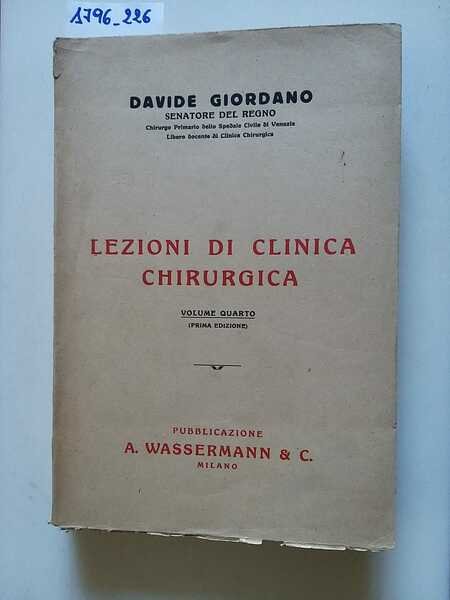 1796_226
DAVIDE GIORDANO
SENATORE DEL REGNO
Chirurgo Primario dello Spedale Civile di Venezia
Libero docente di Clinica Chirurgica
LEZIONI DI CLINICA
CHIRURGICA
VOLUME QUARTO
(PRIMA EDIZIONE)
PUBBLICAZIONE
A. WASSERMANN & C.
MILANO